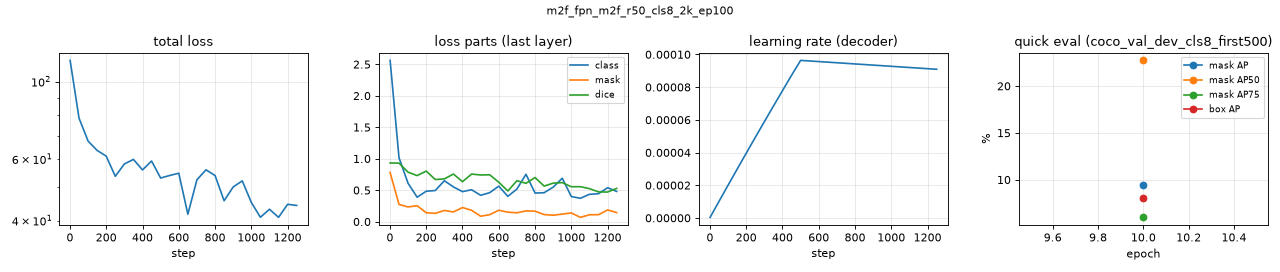 m2f_fpn_m2f_r50_cls8_2k_ep100
total loss
10²
6 × 10¹
4 × 10¹
0 200 400 600 800 1000 1200
step
loss parts (last layer)
class
mask
dice
2.5
2.0
1.5
1.0
0.5
0.0
0 200 400 600 800 1000 1200
step
learning rate (decoder)
0.00010
0.00008
0.00006
0.00004
0.00002
0.00000
0 200 400 600 800 1000 1200
step
quick eval (coco_val_dev_cls8_first500)
mask AP
mask AP50
mask AP75
box AP
%
20
15
10
9.6 9.8 10.0 10.2 10.4
epoch